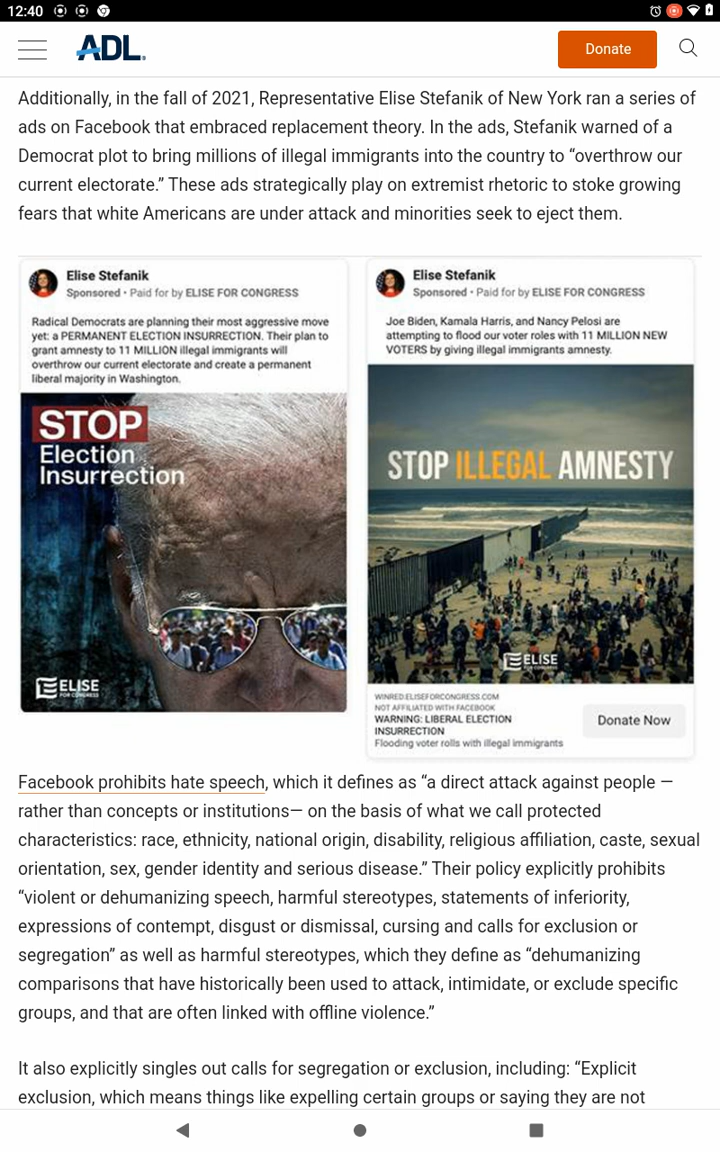 12:40
ADL
Donate
Additionally, in the fall of 2021, Representative Elise Stefanik of New York ran a series of
ads on Facebook that embraced replacement theory. In the ads, Stefanik warned of a
Democrat plot to bring millions of illegal immigrants into the country to “overthrow our
current electorate.” These ads strategically play on extremist rhetoric to stoke growing
fears that white Americans are under attack and minorities seek to eject them.
Elise Stefanik
Sponsored • Paid for by ELISE FOR CONGRESS
Radical Democrats are planning their most aggressive move
yet: a PERMANENT ELECTION INSURRECTION. Their plan to
grant amnesty to 11 MILLION illegal immigrants will
overthrow our current electorate and create a permanent
liberal majority in Washington.
STOP
Election
Insurrection
ELISE
FOR CONGRESS
Elise Stefanik
Sponsored • Paid for by ELISE FOR CONGRESS
Joe Biden, Kamala Harris, and Nancy Pelosi are
attempting to flood our voter roles with 11 MILLION NEW
VOTERS by giving illegal immigrants amnesty.
STOP ILLEGAL AMNESTY
ELISE
FOR CONGRESS
WINRED.ELISEFORCONGRESS.COM
NOT AFFILIATED WITH FACEBOOK
WARNING: LIBERAL ELECTION
INSURRECTION
Flooding voter rolls with illegal immigrants
Donate Now
Facebook prohibits hate speech, which it defines as “a direct attack against people —
rather than concepts or institutions— on the basis of what we call protected
characteristics: race, ethnicity, national origin, disability, religious affiliation, caste, sexual
orientation, sex, gender identity and serious disease.” Their policy explicitly prohibits
“violent or dehumanizing speech, harmful stereotypes, statements of inferiority,
expressions of contempt, disgust or dismissal, cursing and calls for exclusion or
segregation” as well as harmful stereotypes, which they define as “dehumanizing
comparisons that have historically been used to attack, intimidate, or exclude specific
groups, and that are often linked with offline violence.”
It also explicitly singles out calls for segregation or exclusion, including: “Explicit
exclusion, which means things like expelling certain groups or saying they are not